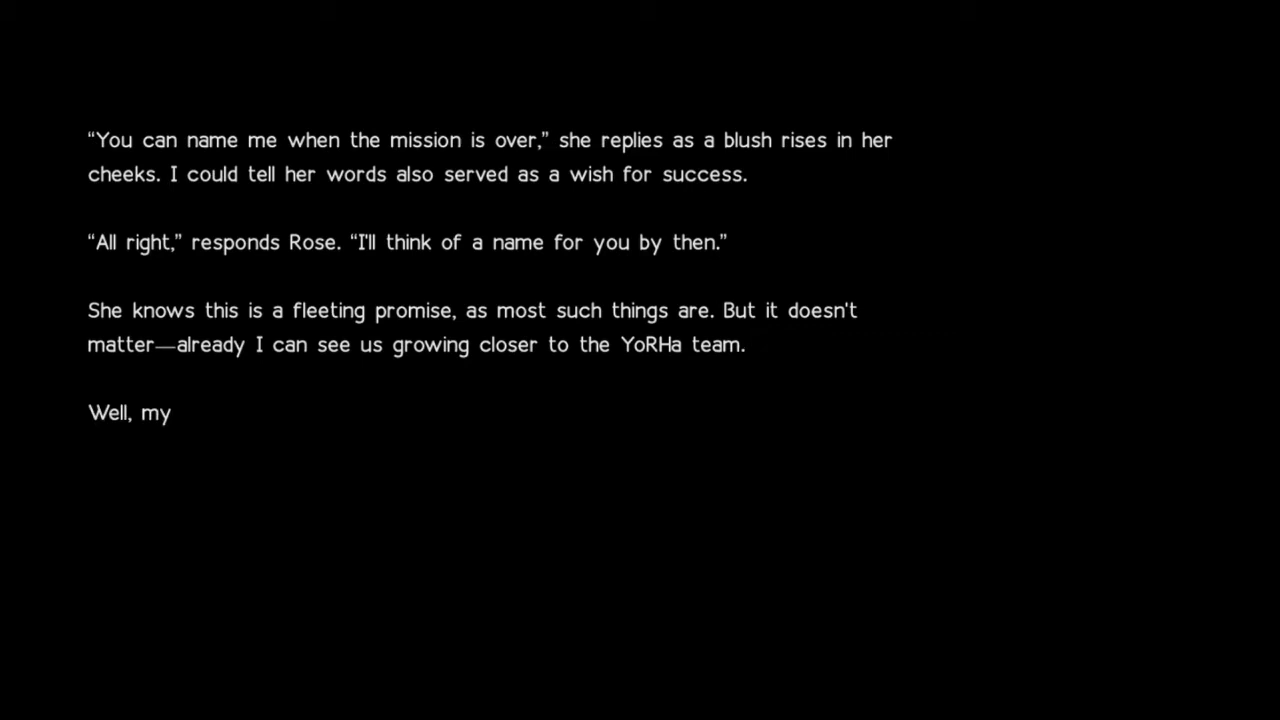 “You can name me when the mission is over,” she replies as a blush rises in her
cheeks. I could tell her words also served as a wish for success.
“All right,” responds Rose. “I'll think of a name for you by then.”
She knows this is a fleeting promise, as most such things are. But it doesn't
matter—already I can see us growing closer to the YoRHa team.
Well, my